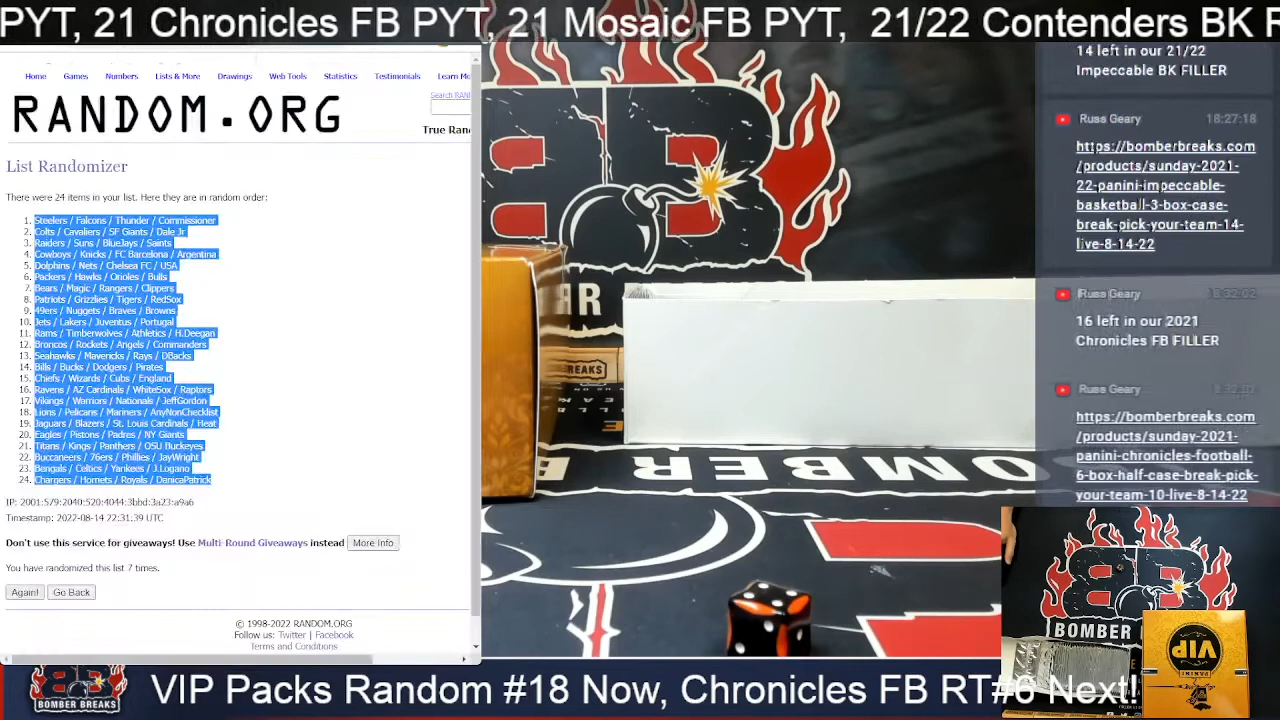 PYT, 21 Chronicles FB PYT, 21 Mosaic FB PYT, 21/22 Contenders BK F
Home Games Numbers Lists & More Drawings Web Tools Statistics Testimonials Learn Mo
Search RAND
RANDOM.ORG
True Ran
List Randomizer
There were 24 items in your list. Here they are in random order:
1. Steelers / Falcons / Thunder / Commissioner
2. Colts / Cavaliers / SF Giants / Dale Jr
3. Raiders / Suns / BlueJays / Saints
4. Cowboys / Knicks / FC Barcelona / Argentina
5. Dolphins / Nets / Chelsea FC / USA
6. Packers / Hawks / Orioles / Bulls
7. Bears / Magic / Rangers / Clippers
8. Patriots / Grizzlies / Tigers / RedSox
9. 49ers / Nuggets / Braves / Browns
10. Jets / Lakers / Juventus / Portugal
11. Rams / Timberwolves / Athletics / H.Deegan
12. Broncos / Rockets / Angels / Commanders
13. Seahawks / Mavericks / Rays / DBacks
14. Bills / Bucks / Dodgers / Pirates
15. Chiefs / Wizards / Cubs / England
16. Ravens / AZ Cardinals / WhiteSox / Raptors
17. Vikings / Warriors / Nationals / JeffGordon
18. Lions / Pelicans / Mariners / AnyNonChecklist
19. Jaguars / Blazers / St. Louis Cardinals / Heat
20. Eagles / Pistons / Padres / NY Giants
21. Titans / Kings / Panthers / OSU Buckeyes
22. Buccaneers / 76ers / Phillies / JayWright
23. Bengals / Celtics / Yankees / J.Logano
24. Chargers / Hornets / Royals / DanicaPatrick
Timestamp: 2022-08-14 22:31:39 UTC
Don't use this service for giveaways! Use Multi-Round Giveaways instead More Info
You have randomized this list 7 times.
Again! Go Back
© 1998-2022 RANDOM.ORG
Follow us: Twitter | Facebook
Terms and Conditions
14 left in our 21/22
Impeccable BK FILLER
Russ Geary 18:27:18
https://bomberbreaks.com
/products/sunday-2021-
22-panini-impeccable-
basketball-3-box-case-
break-pick-your-team-14-
live-8-14-22
Russ Geary 18:32:02
16 left in our 2021
Chronicles FB FILLER
Russ Geary
https://bomberbreaks.com
/products/sunday-2021-
panini-chronicles-football-
6-box-half-case-break-pick-
your-team-10-live-8-14-22
BB
BREAKS
BOMBER
VIP
PANINI
BOMBER BREAKS
VIP Packs Random #18 Now, Chronicles FB RT#6 Next!